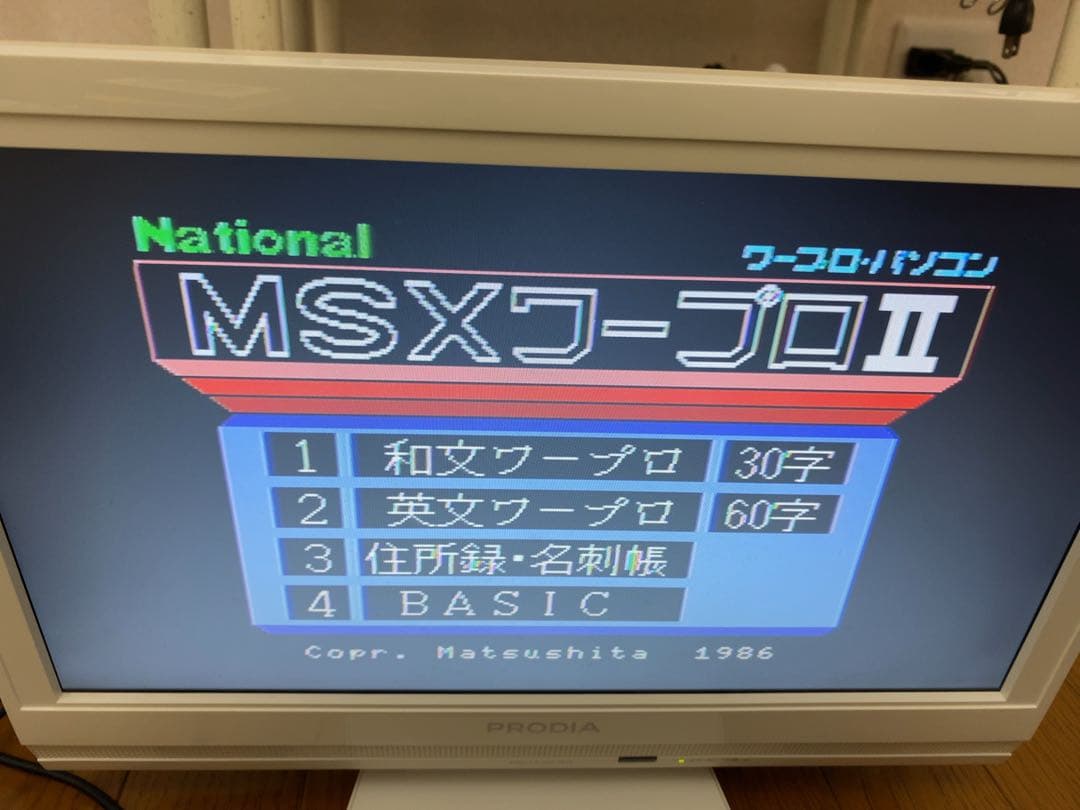 National
ワープロ・パソコン
MSXワープロII
1 和文ワープロ 30字
2 英文ワープロ 60字
3 住所録・名刺帳
4 BASIC
Copr. Matsushita 1986
PRODIA